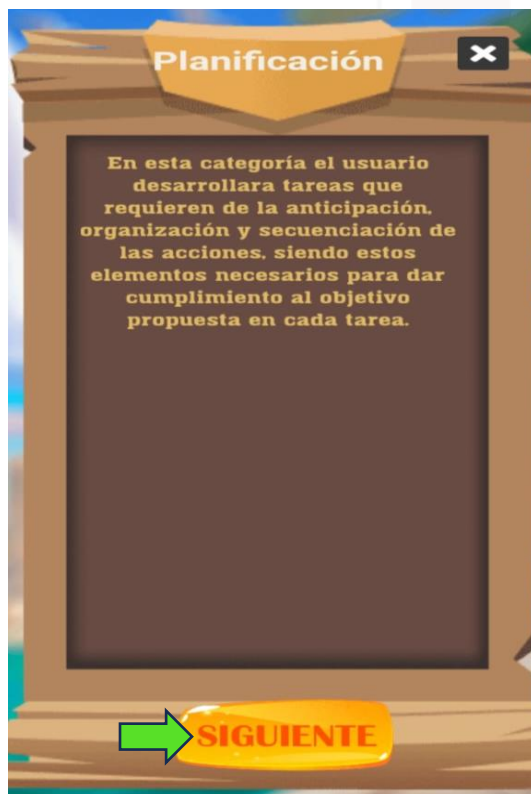 Planificación
En esta categoría el usuario
desarrollara tareas que
requieren de la anticipación,
organización y secuenciación de
las acciones, siendo estos
elementos necesarios para dar
cumplimiento al objetivo
propuesta en cada tarea.
SIGUIENTE